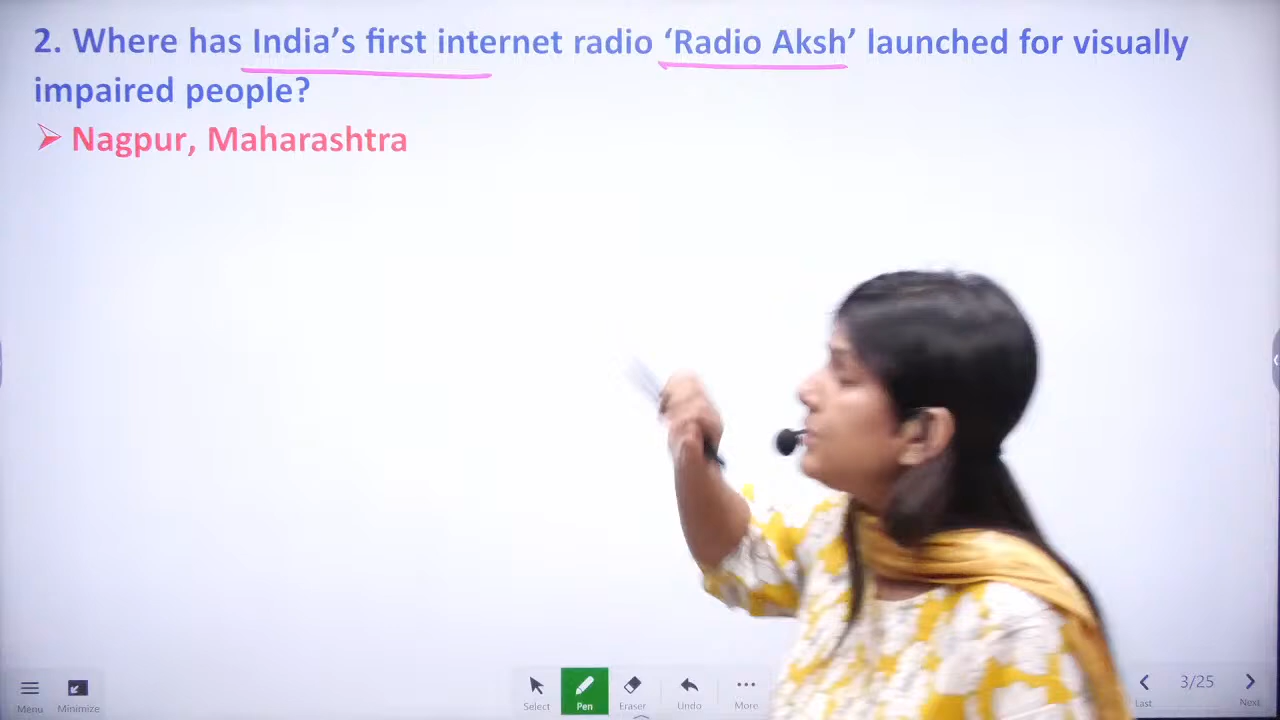 2. Where has India’s first internet radio ‘Radio Aksh’ launched for visually
impaired people?
➢ Nagpur, Maharashtra
Menu
Minimize
Select
Pen
Eraser
Undo
More
Last
3/25
Next